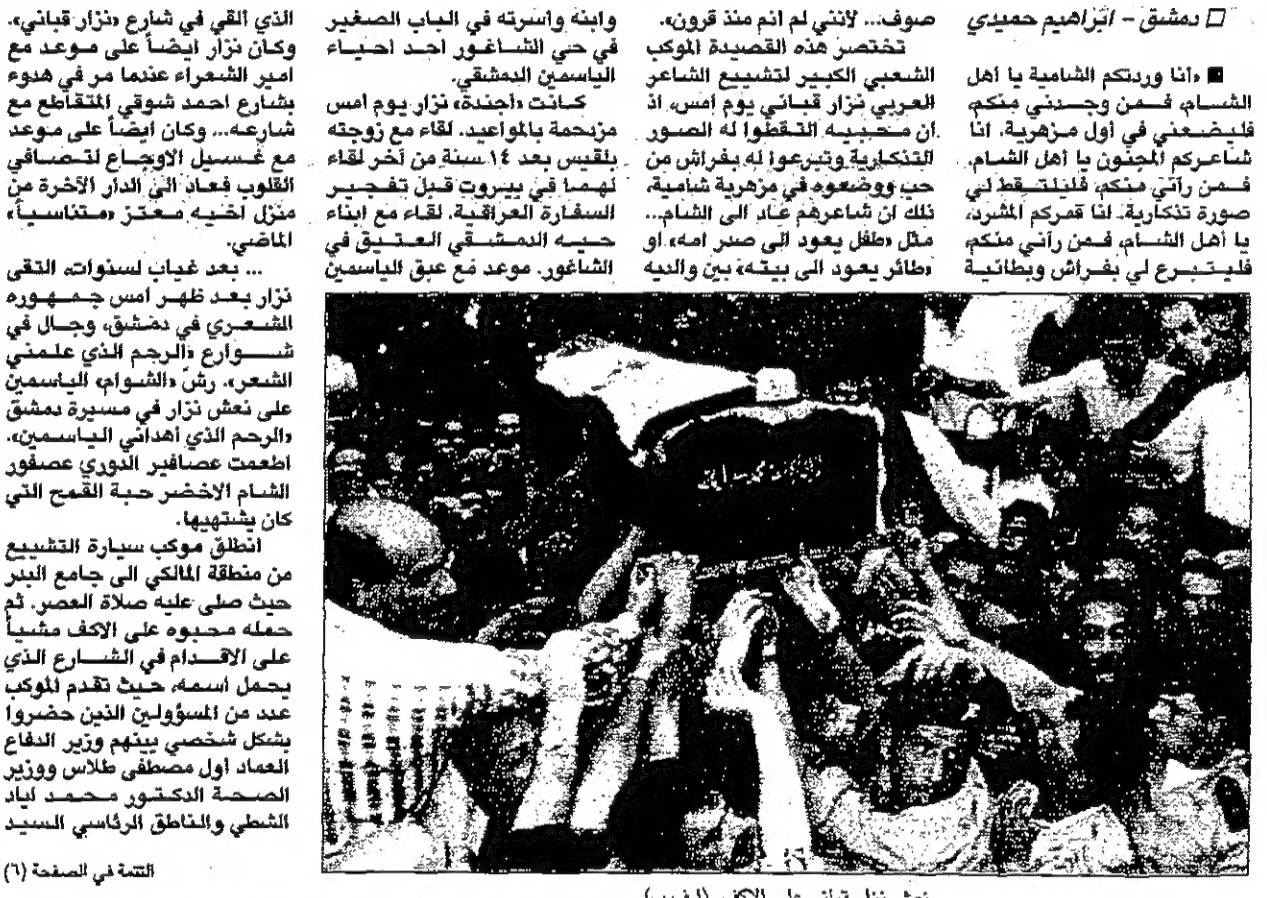 □ دمشق – ابراهيم حميدي
■ «أنا وردتكم الشامية يا أهل
الشام، فمن وجدني منكم،
فليضعني في أول مزهرية. انا
شاعركم المجنون يا أهل الشام،
فمن رآني منكم، فليلتقط لي
صورة تذكارية. انا قمركم المشرد،
يا أهل الشام، فمن رآني منكم،
فليتبرع لي بفراش وبطانية
صوف... لأنني لم انم منذ قرون».
تختصر هذه القصيدة الموكب
الشعبي الكبير لتشييع الشاعر
العربي نزار قباني يوم أمس، اذ
ان محبيه التقطوا له الصور
التذكارية وتبرعوا له بفراش من
حب ووضعوه في مزهرية شامية،
ذلك ان شاعرهم عاد الى الشام...
مثل «طفل يعود الى صدر امه» او
«طائر يعود الى بيته» بين والديه
وابنه واسرته في الباب الصغير
في حي الشاغور احد احياء
الياسمين الدمشقي.
كانت «أجندة» نزار يوم امس
مزدحمة بالمواعيد. لقاء مع زوجته
بلقيس بعد ١٤ سنة من آخر لقاء
لهما في بيروت قبل تفجير
السفارة العراقية. لقاء مع ابناء
حيه الدمشقي العتيق في
الشاغور. موعد مع عبق الياسمين
الذي القي في شارع «نزار قباني».
وكان نزار ايضاً على موعد مع
امير الشعراء عندما مر في هدوء
بشارع احمد شوقي المتقاطع مع
شارعه... وكان ايضاً على موعد
مع غسيل الاوجاع لتصافي
القلوب فعاد الى الدار الآخرة من
منزل اخيه معتز «متناسياً»
الماضي.
... بعد غياب لسنوات، التقى
نزار بعد ظهر امس جمهوره
الشعري في دمشق، وجال في
شوارع «الرحم الذي علمني
الشعر». رشّ «الشوام» الياسمين
على نعش نزار في مسيرة دمشق
«الرحم الذي أهداني الياسمين».
اطعمت عصافير الدوري عصفور
الشام الاخضر حبة القمح التي
كان يشتهيها.
انطلق موكب سيارة التشييع
من منطقة المالكي الى جامع البدر
حيث صلى عليه صلاة العصر. ثم
حمله محبوه على الاكف مشياً
على الاقدام في الشارع الذي
يحمل اسمه، حيث تقدم الموكب
عدد من المسؤولين الذين حضروا
بشكل شخصي بينهم وزير الدفاع
العماد أول مصطفى طلاس ووزير
الصحة الدكتور محمد اياد
الشطي والناطق الرئاسي السيد
التتمة في الصفحة (٦)